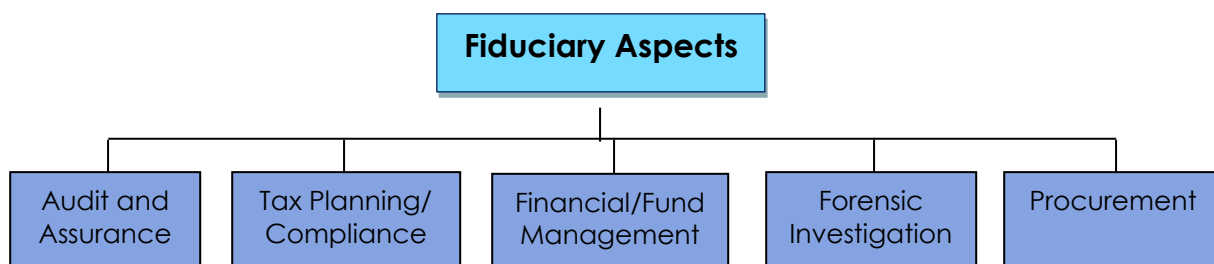 Fiduciary Aspects
Audit and
Assurance
Tax Planning/
Compliance
Financial/Fund
Management
Forensic
Investigation
Procurement